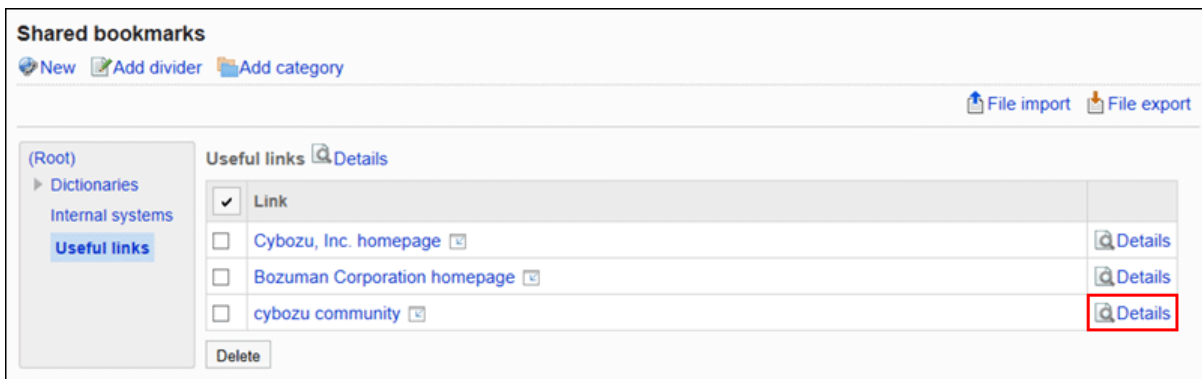 Shared bookmarks
New Add divider Add category
File import File export
(Root)
Dictionaries
Internal systems
Useful links
Useful links Details
Link
Cybozu, Inc. homepage Details
Bozuman Corporation homepage Details
cybozu community Details
Delete